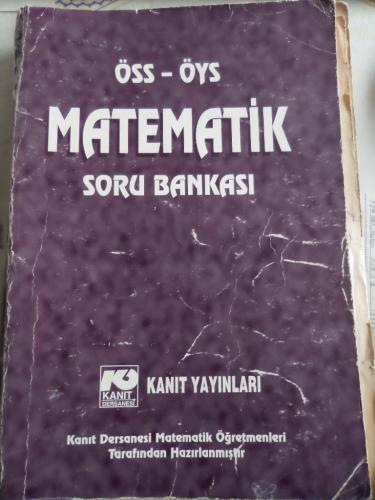 ÖSS - ÖYS
MATEMATİK
SORU BANKASI
KANIT
DERSANESİ
KANIT YAYINLARI
Kanıt Dersanesi Matematik Öğretmenleri
Tarafından Hazırlanmıştır